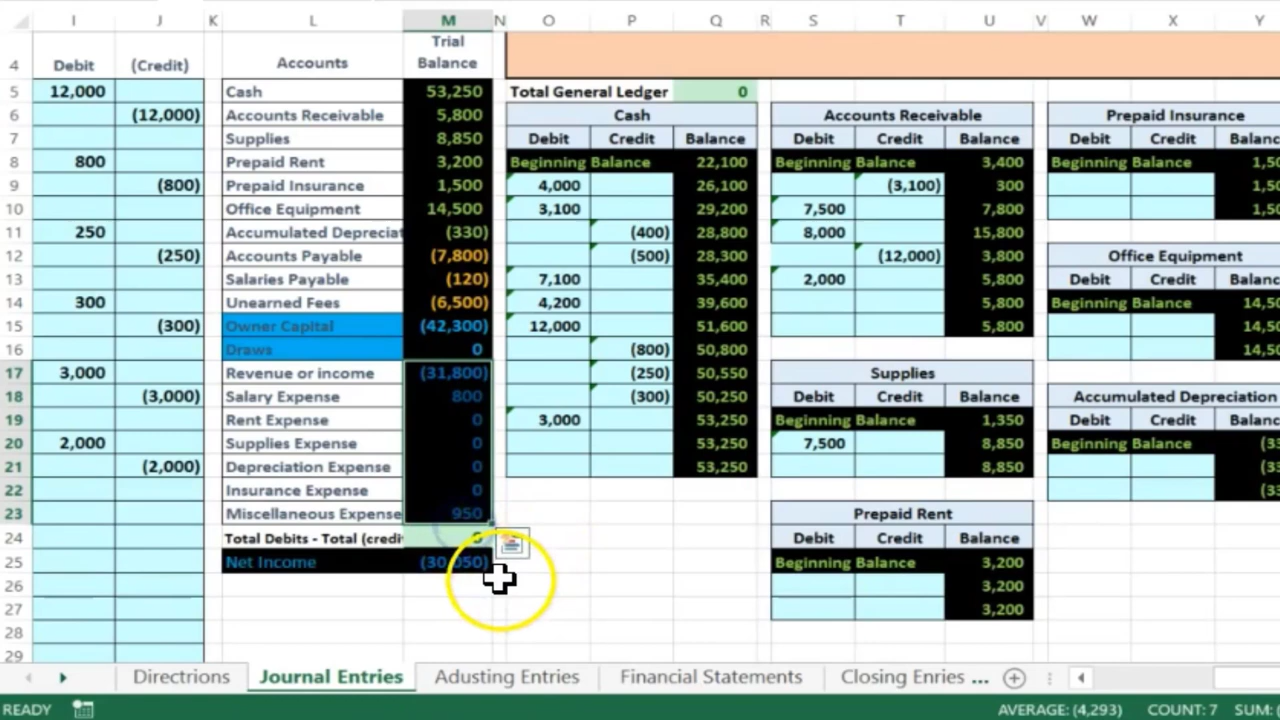 I J K L M N O P Q R S T U V W X Y
4 Debit (Credit) Accounts Trial Balance
5 12,000 Cash 53,250 Total General Ledger 0
6 (12,000) Accounts Receivable 5,800 Cash Accounts Receivable Prepaid Insurance
7 Supplies 8,850 Debit Credit Balance Debit Credit Balance Debit Credit Balanc
8 800 Prepaid Rent 3,200 Beginning Balance 22,100 Beginning Balance 3,400 Beginning Balance 1,50
9 (800) Prepaid Insurance 1,500 4,000 26,100 (3,100) 300 1,50
10 Office Equipment 14,500 3,100 29,200 7,500 7,800 1,50
11 250 Accumulated Depreciat (330) (400) 28,800 8,000 15,800
12 (250) Accounts Payable (7,800) (500) 28,300 (12,000) 3,800 Office Equipment
13 Salaries Payable (120) 7,100 35,400 2,000 5,800 Debit Credit Balanc
14 300 Unearned Fees (6,500) 4,200 39,600 5,800 Beginning Balance 14,50
15 (300) Owner Capital (42,300) 12,000 51,600 5,800 14,50
16 Draws 0 (800) 50,800 14,50
17 3,000 Revenue or income (31,800) (250) 50,550 Supplies
18 (3,000) Salary Expense 800 (300) 50,250 Debit Credit Balance Accumulated Depreciation
19 Rent Expense 0 3,000 53,250 Beginning Balance 1,350 Debit Credit Balanc
20 2,000 Supplies Expense 0 53,250 7,500 8,850 Beginning Balance (33
21 (2,000) Depreciation Expense 0 53,250 8,850 (33
22 Insurance Expense 0 (33
23 Miscellaneous Expense 950 Prepaid Rent
24 Total Debits - Total (credi Debit Credit Balance
25 Net Income (30,050) Beginning Balance 3,200
26 3,200
27 3,200
28
29
Directions Journal Entries Adusting Entries Financial Statements Closing Enries ...
READY AVERAGE: (4,293) COUNT: 7 SUM: (